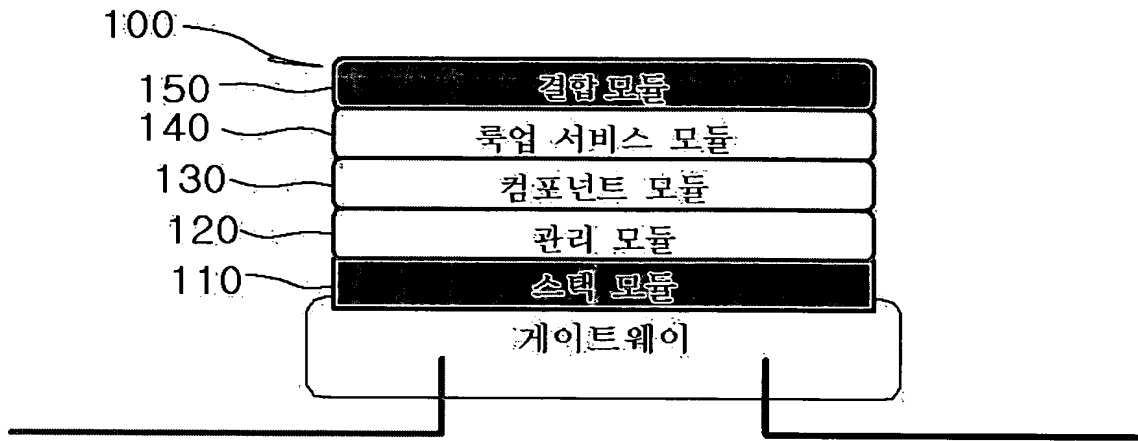 100
150 결합 모듈
140 룩업 서비스 모듈
130 컴포넌트 모듈
120 관리 모듈
110 스택 모듈
게이트웨이